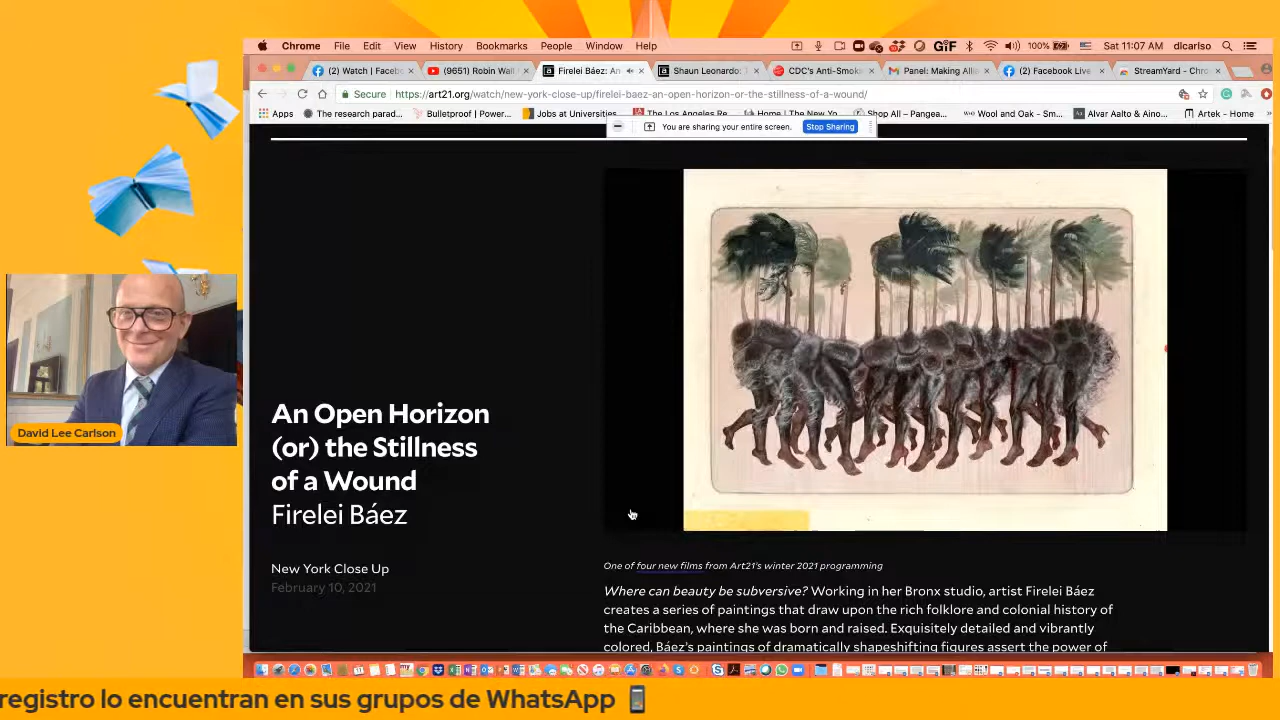 Chrome File Edit View History Bookmarks People Window Help GIF 100% Sat 11:07 AM dlcarlso
(2) Watch | Faceb (9651) Robin Wal Firelei Báez: An Shaun Leonardo: CDC's Anti-Smok Panel: Making Alli (2) Facebook Live StreamYard - Chro
Secure https://art21.org/watch/new-york-close-up/firelei-baez-an-open-horizon-or-the-stillness-of-a-wound/
Apps The research parad... Bulletproof | Power... Jobs at Universities The Los Angeles Re Home | The New Yo Shop All – Pangea... Wool and Oak - Sm... Alvar Aalto & Aino... Artek - Home
You are sharing your entire screen. Stop Sharing
David Lee Carlson
An Open Horizon
(or) the Stillness
of a Wound
Firelei Báez
New York Close Up
February 10, 2021
One of four new films from Art21's winter 2021 programming
Where can beauty be subversive? Working in her Bronx studio, artist Firelei Báez
creates a series of paintings that draw upon the rich folklore and colonial history of
the Caribbean, where she was born and raised. Exquisitely detailed and vibrantly
colored, Báez's paintings of dramatically shapeshifting figures assert the power of
registro lo encuentran en sus grupos de WhatsApp